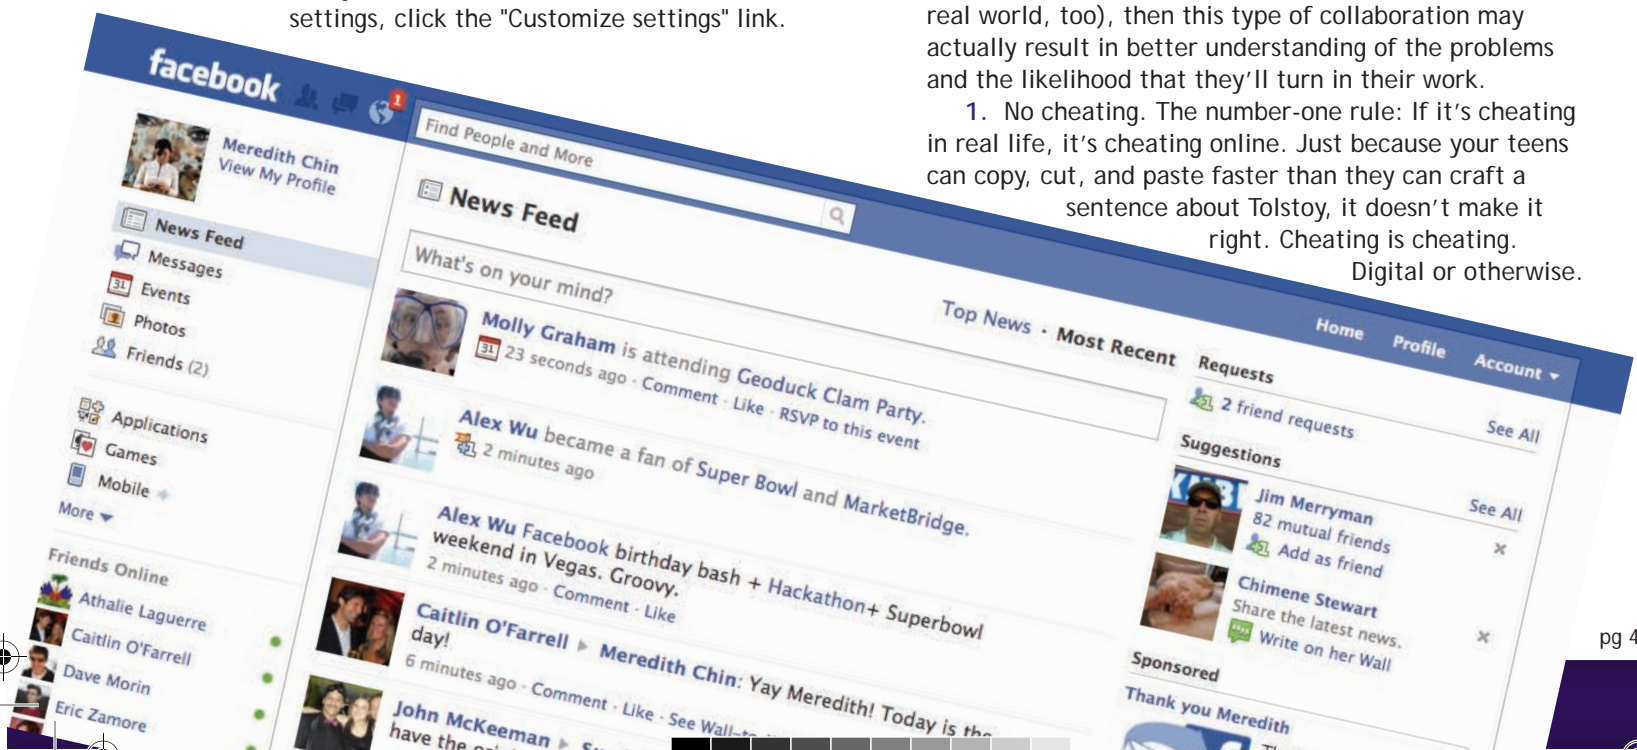 settings, click the "Customize settings" link.
real world, too), then this type of collaboration may
actually result in better understanding of the problems
and the likelihood that they’ll turn in their work.
1. No cheating. The number-one rule: If it’s cheating
in real life, it’s cheating online. Just because your teens
can copy, cut, and paste faster than they can craft a
sentence about Tolstoy, it doesn’t make it
right. Cheating is cheating.
Digital or otherwise.
facebook
1
Find People and More
Home Profile Account
Meredith Chin
View My Profile
News Feed
Messages
31 Events
Photos
Friends (2)
Applications
Games
Mobile +
More
Friends Online
Athalie Laguerre
Caitlin O'Farrell
Dave Morin
Eric Zamore
News Feed
What's on your mind?
Top News · Most Recent
Molly Graham is attending Geoduck Clam Party.
31 23 seconds ago · Comment · Like · RSVP to this event
Alex Wu became a fan of Super Bowl and MarketBridge.
2 minutes ago
Alex Wu Facebook birthday bash + Hackathon+ Superbowl
weekend in Vegas. Groovy.
2 minutes ago · Comment · Like
Caitlin O'Farrell Meredith Chin: Yay Meredith! Today is the
day!
6 minutes ago · Comment · Like · See
John McKeeman
have the
Requests
2 friend requests See All
Suggestions See All
Jim Merryman
82 mutual friends
Add as friend
Chimene Stewart
Share the latest news.
Write on her Wall
Sponsored
Thank you Meredith
pg 4